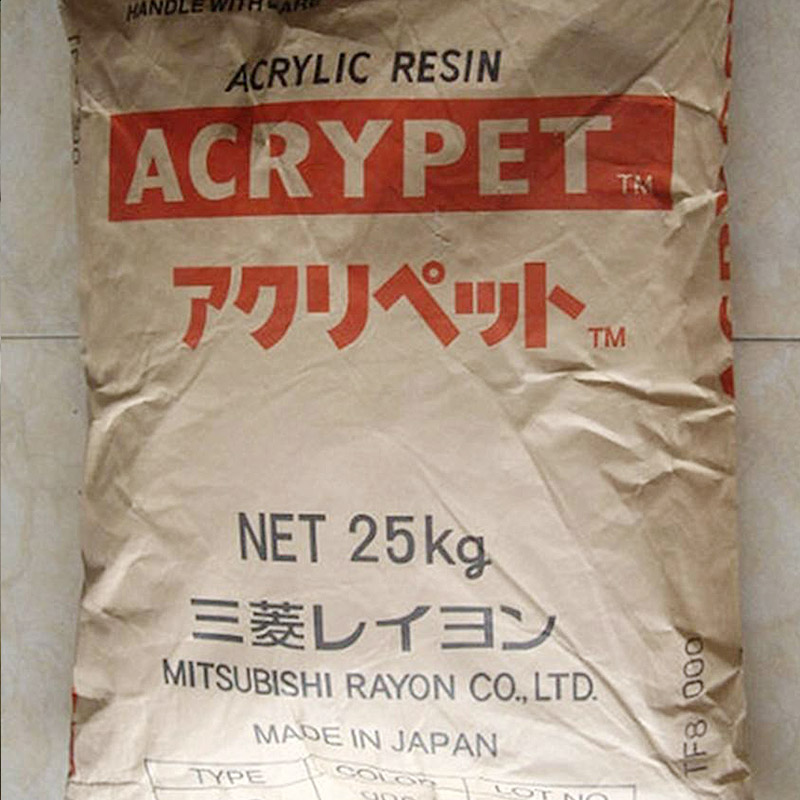 HANDLE WITH CARE
ACRYLIC RESIN
ACRYPET TM
アクリペット TM
NET 25kg
三菱レイヨン
MITSUBISHI RAYON CO.,LTD.
MADE IN JAPAN
TYPE COLOR LOT NO
TF8 000